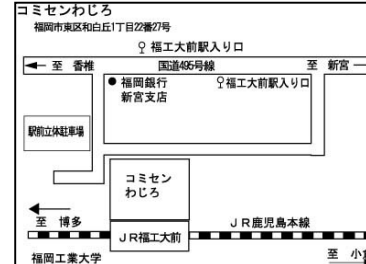 コミセンわじろ
福岡市東区和白丘1丁目22番27号
福工大前駅入り口
至 香椎
国道495号線
至 新宮
福岡銀行
新宮支店
福工大前駅入り口
駅前立体駐車場
コミセン
わじろ
至 博多
JR鹿児島本線
JR福工大前
福岡工業大学
至 小倉